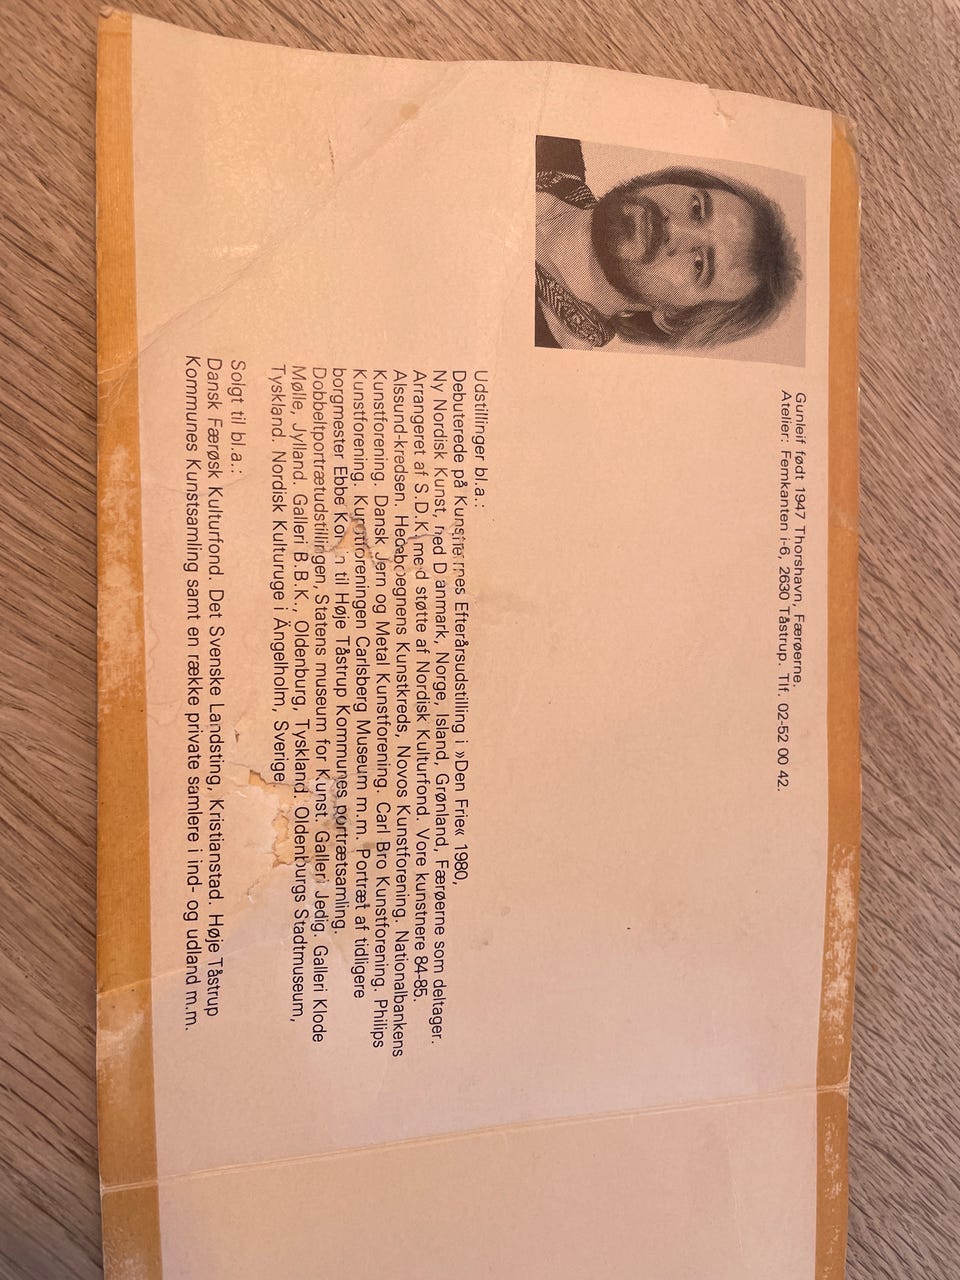 Gunleif født 1947 Thorshavn, Færøerne.
Atelier: Femkanten i-6, 2630 Tåstrup. Tlf. 02-52 00 42.
Udstillinger bl.a.:
Debuterede på Kunstnernes Efterårsudstilling i »Den Frie« 1980,
Ny Nordisk Kunst, med Danmark, Norge, Island, Grønland, Færøerne som deltager.
Arrangeret af S.D.K. med støtte af Nordisk Kulturfond. Vore kunstnere 84-85.
Alssund-kredsen. Hedeboegnens Kunstkreds, Novos Kunstforening. Nationalbankens
Kunstforening. Dansk Jern og Metal Kunstforening. Carl Bro Kunstforening. Philips
Kunstforening. Kunstforeningen Carlsberg Museum m.m. Portræt af tidligere
borgmester Ebbe til Høje Tåstrup Kommunes portrætsamling.
Dobbeltportrætudstillingen, Statens museum for Kunst. Galleri Jedig. Galleri Klode
Mølle, Jylland. Galleri B.B.K., Oldenburg, Tyskland. Oldenburgs Stadtmuseum,
Tyskland. Nordisk Kulturuge i Ängelholm, Sverige
Solgt til bl.a.:
Dansk Færøsk Kulturfond. Det Svenske Landsting, Kristianstad. Høje Tåstrup
Kommunes Kunstsamling samt en række private samlere i ind- og udland m.m.